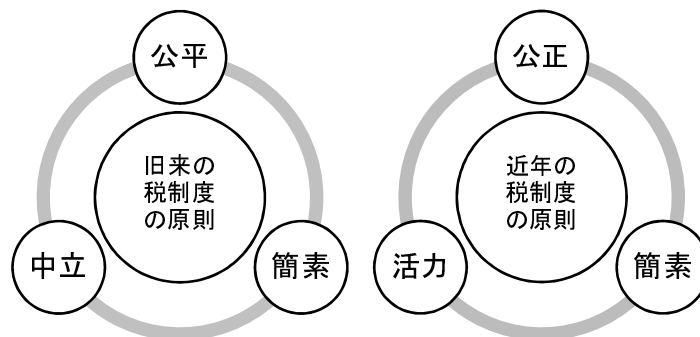 公平
旧来の
税制度
の原則
中立
簡素
公正
近年の
税制度
の原則
活力
簡素